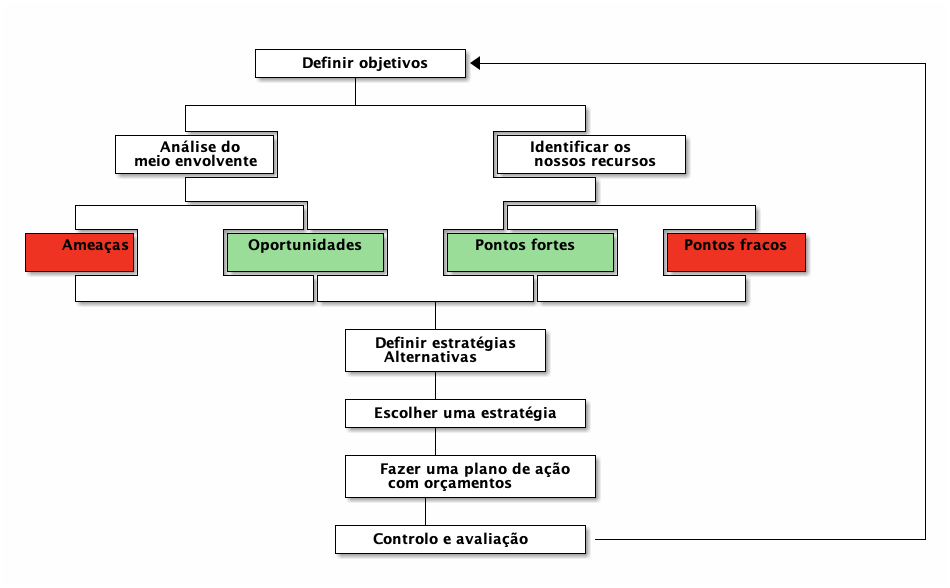 Definir objetivos
Análise do
meio envolvente
Identificar os
nossos recursos
Ameaças
Oportunidades
Pontos fortes
Pontos fracos
Definir estratégias
Alternativas
Escolher uma estratégia
Fazer uma plano de ação
com orçamentos
Controlo e avaliação